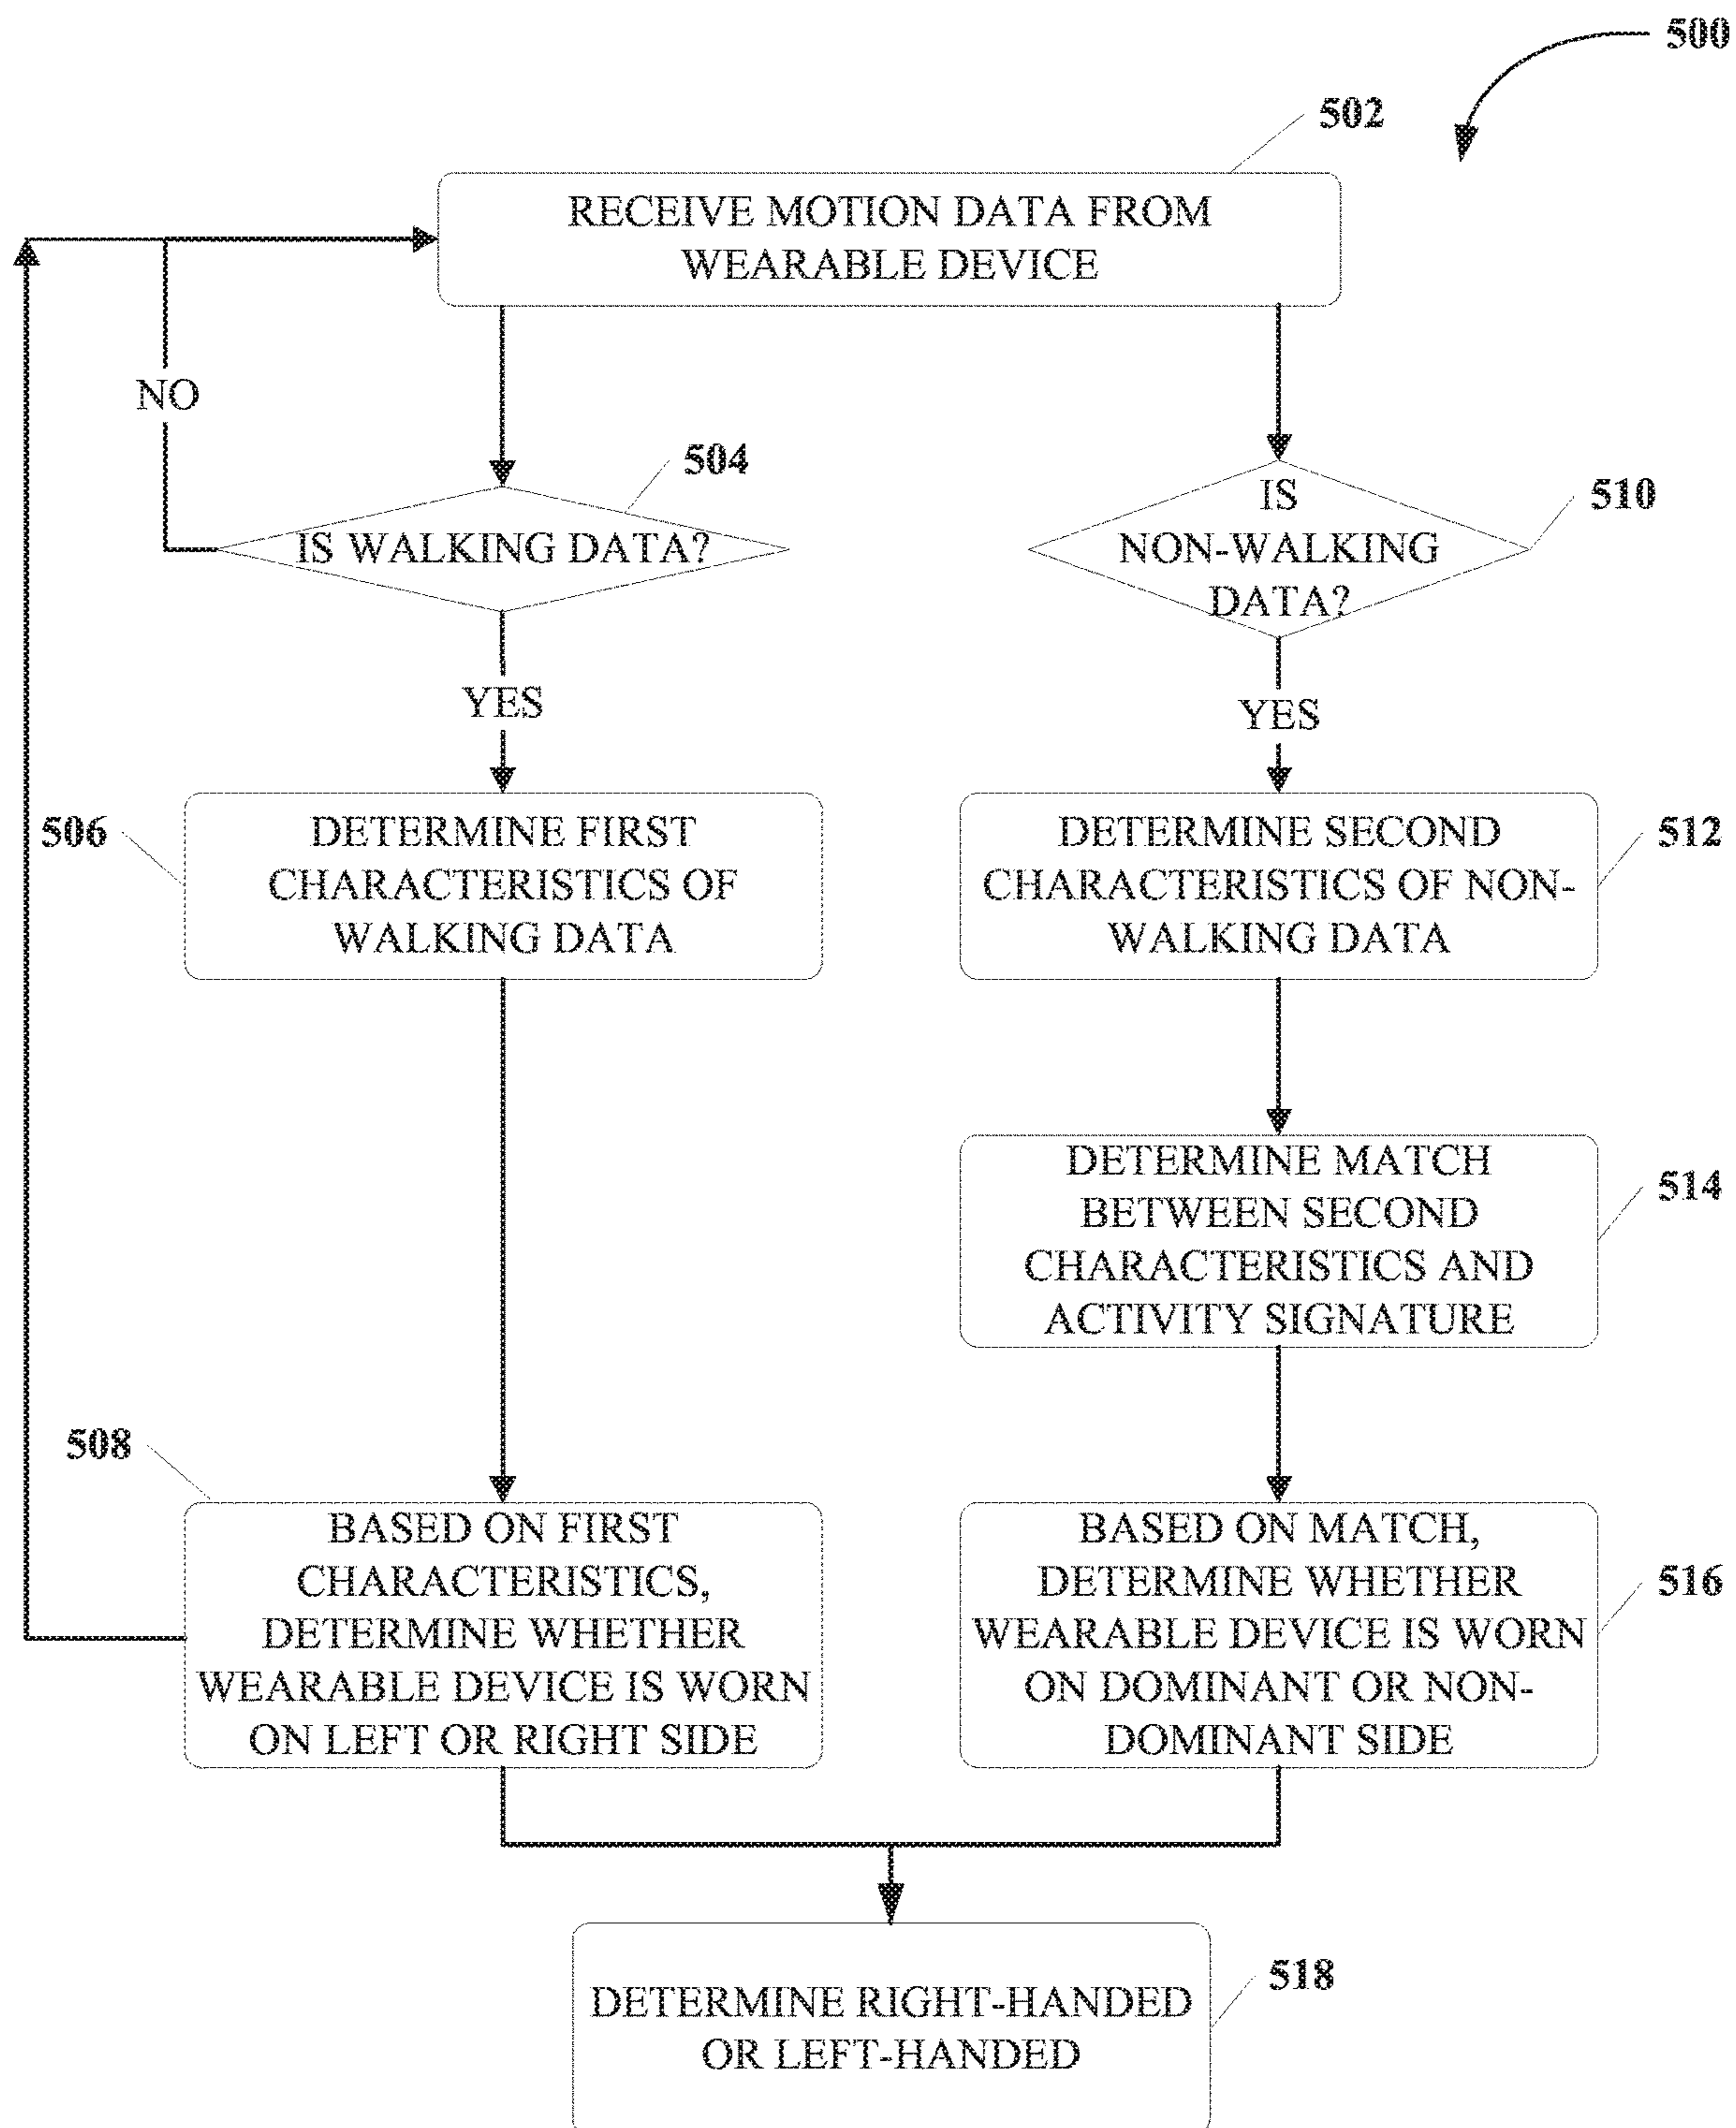 500
502
RECEIVE MOTION DATA FROM
WEARABLE DEVICE
NO
504
IS WALKING DATA?
510
IS
NON-WALKING
DATA?
YES
YES
506
DETERMINE FIRST
CHARACTERISTICS OF
WALKING DATA
512
DETERMINE SECOND
CHARACTERISTICS OF NON-
WALKING DATA
514
DETERMINE MATCH
BETWEEN SECOND
CHARACTERISTICS AND
ACTIVITY SIGNATURE
508
BASED ON FIRST
CHARACTERISTICS,
DETERMINE WHETHER
WEARABLE DEVICE IS WORN
ON LEFT OR RIGHT SIDE
516
BASED ON MATCH,
DETERMINE WHETHER
WEARABLE DEVICE IS WORN
ON DOMINANT OR NON-
DOMINANT SIDE
518
DETERMINE RIGHT-HANDED
OR LEFT-HANDED